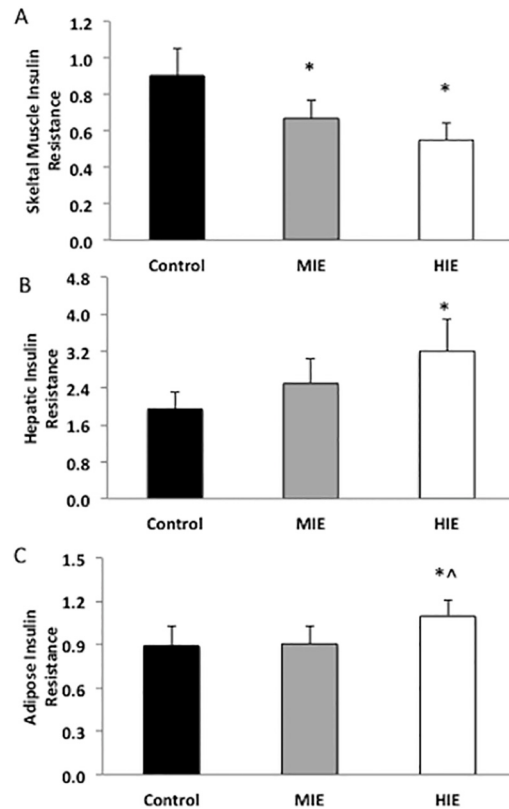 A
Skeltal Muscle Insulin
Resistance
1.2
1.0
0.8
0.6
0.4
0.2
0.0
*
*
Control MIE HIE
B
Hepatic Insulin
Resistance
4.8
4.0
3.2
2.4
1.6
0.8
0.0
*
Control MIE HIE
C
Adipose Insulin
Resistance
1.5
1.2
0.9
0.6
0.3
0.0
*^
Control MIE HIE